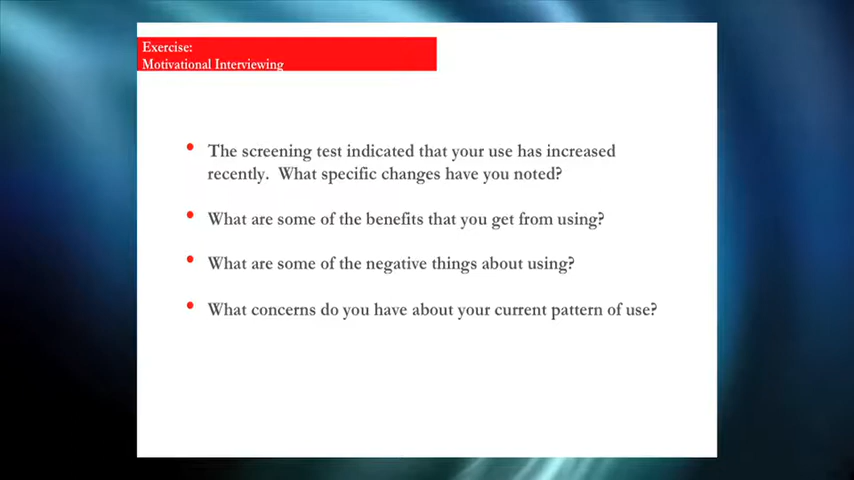 Exercise:
Motivational Interviewing
• The screening test indicated that your use has increased
recently. What specific changes have you noted?
• What are some of the benefits that you get from using?
• What are some of the negative things about using?
• What concerns do you have about your current pattern of use?